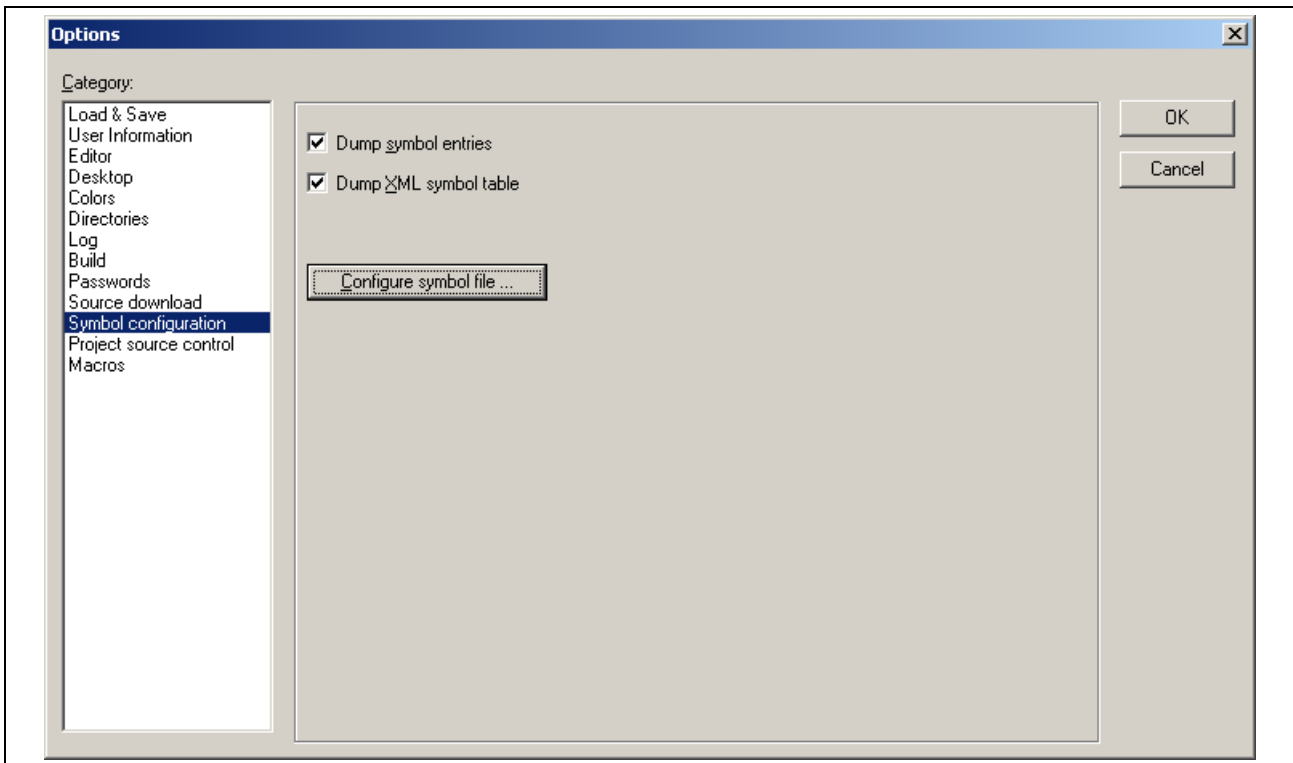 Options
Category:
Load & Save
User Information
Editor
Desktop
Colors
Directories
Log
Build
Passwords
Source download
Symbol configuration
Project source control
Macros
Dump symbol entries
Dump XML symbol table
Configure symbol file ...
OK
Cancel